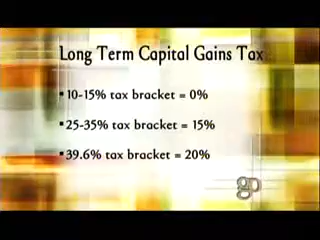 Long Term Capital Gains Tax
▪ 10-15% tax bracket = 0%
▪ 25-35% tax bracket = 15%
▪ 39.6% tax bracket = 20%
gp